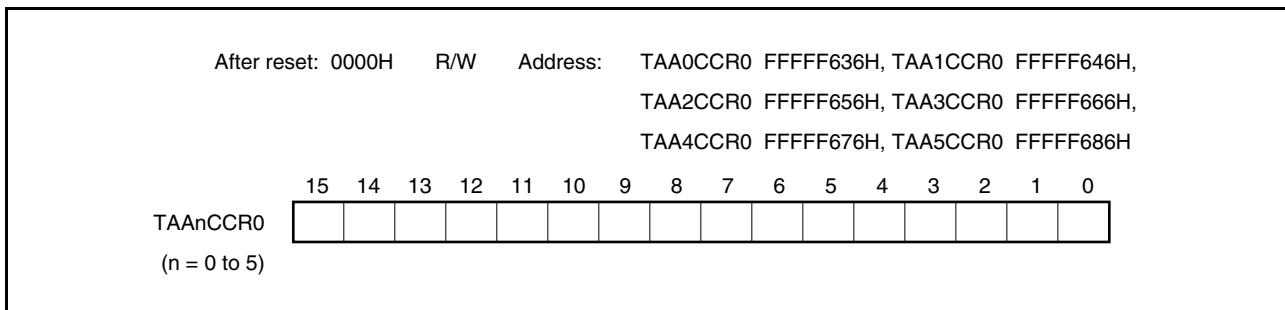 After reset: 0000H R/W Address: TAA0CCR0 FFFFF636H, TAA1CCR0 FFFFF646H,
TAA2CCR0 FFFFF656H, TAA3CCR0 FFFFF666H,
TAA4CCR0 FFFFF676H, TAA5CCR0 FFFFF686H
15 14 13 12 11 10 9 8 7 6 5 4 3 2 1 0
TAAnCCR0
(n = 0 to 5)